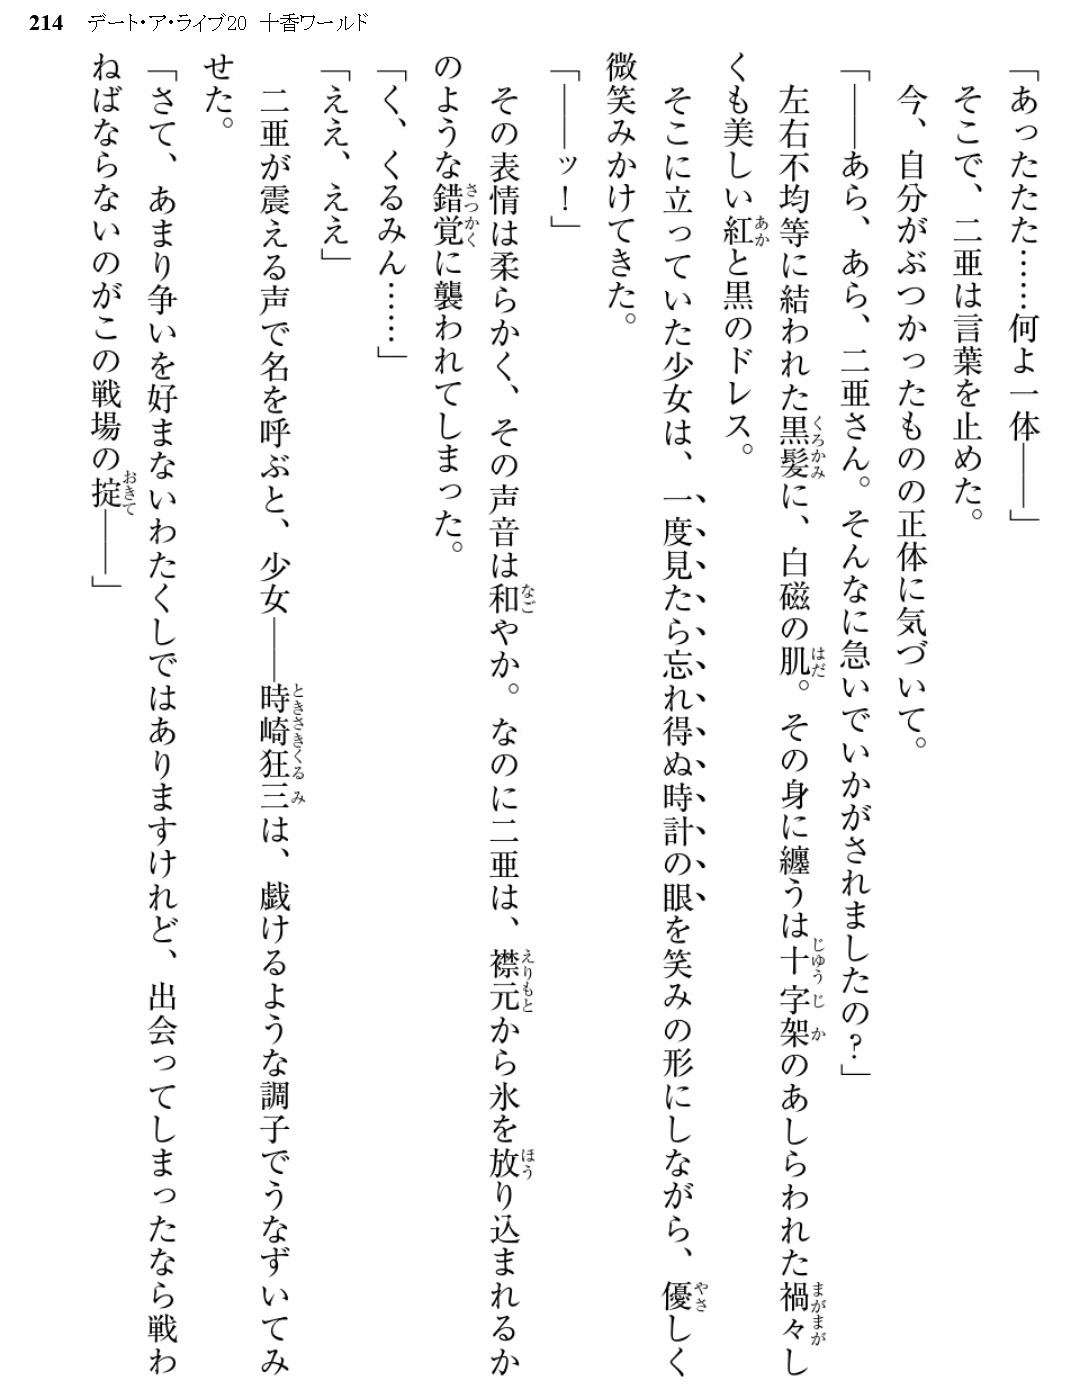 214 デート・ア・ライブ20 十香ワールド
「あったたた……何よ一体——」
そこで、二亜は言葉を止めた。
今、自分がぶつかったものの正体に気づいて。
「——あら、あら、二亜さん。そんなに急いでいかがされましたの？」
左右不均等に結われた黒髪に、白磁の肌。その身に纏うは十字架のあしらわれた禍々し
くも美しい紅と黒のドレス。
そこに立っていた少女は、一度見たら忘れ得ぬ時計の眼を笑みの形にしながら、優しく
微笑みかけてきた。
「——ッ！」
その表情は柔らかく、その声音は和やか。なのに二亜は、襟元から氷を放り込まれるか
のような錯覚に襲われてしまった。
「く、くるみん……」
「ええ、ええ」
二亜が震える声で名を呼ぶと、少女——時崎狂三は、戯けるような調子でうなずいてみ
せた。
「さて、あまり争いを好まないわたくしではありますけれど、出会ってしまったなら戦わ
ねばならないのがこの戦場の掟——」